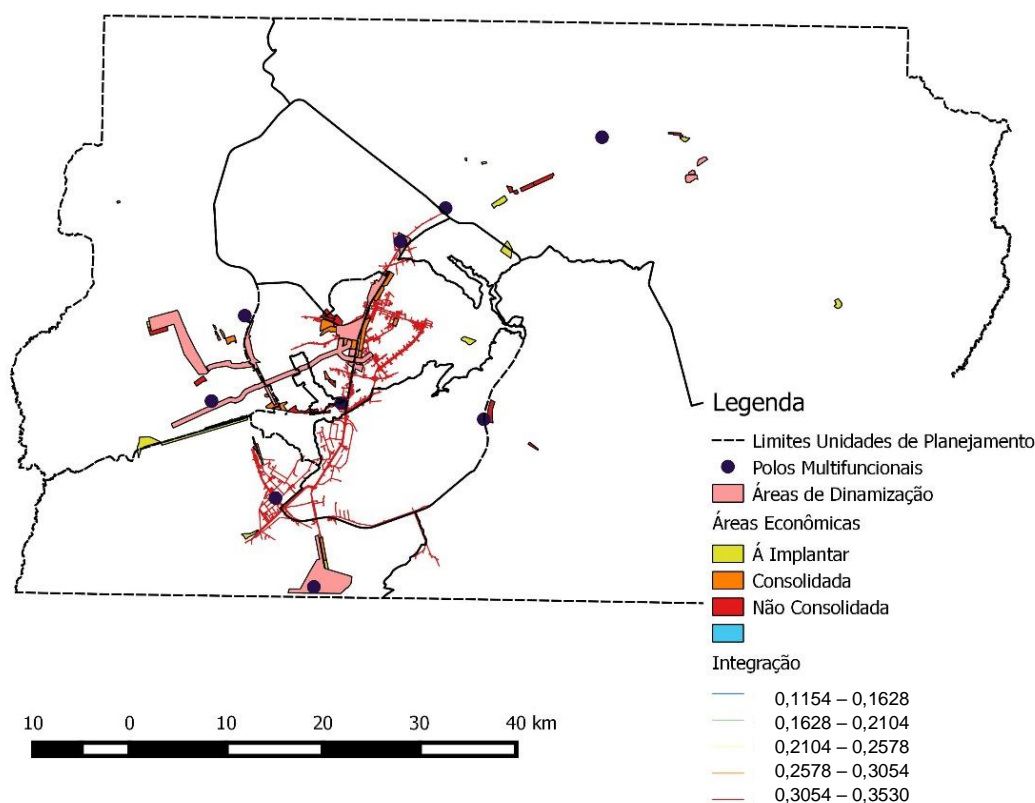 Legenda
Limites Unidades de Planejamento
Polos Multifuncionais
Áreas de Dinamização
Áreas Econômicas
Á Implantar
Consolidada
Não Consolidada
Integração
0,1154 – 0,1628
0,1628 – 0,2104
0,2104 – 0,2578
0,2578 – 0,3054
0,3054 – 0,3530
10 0 10 20 30 40 km